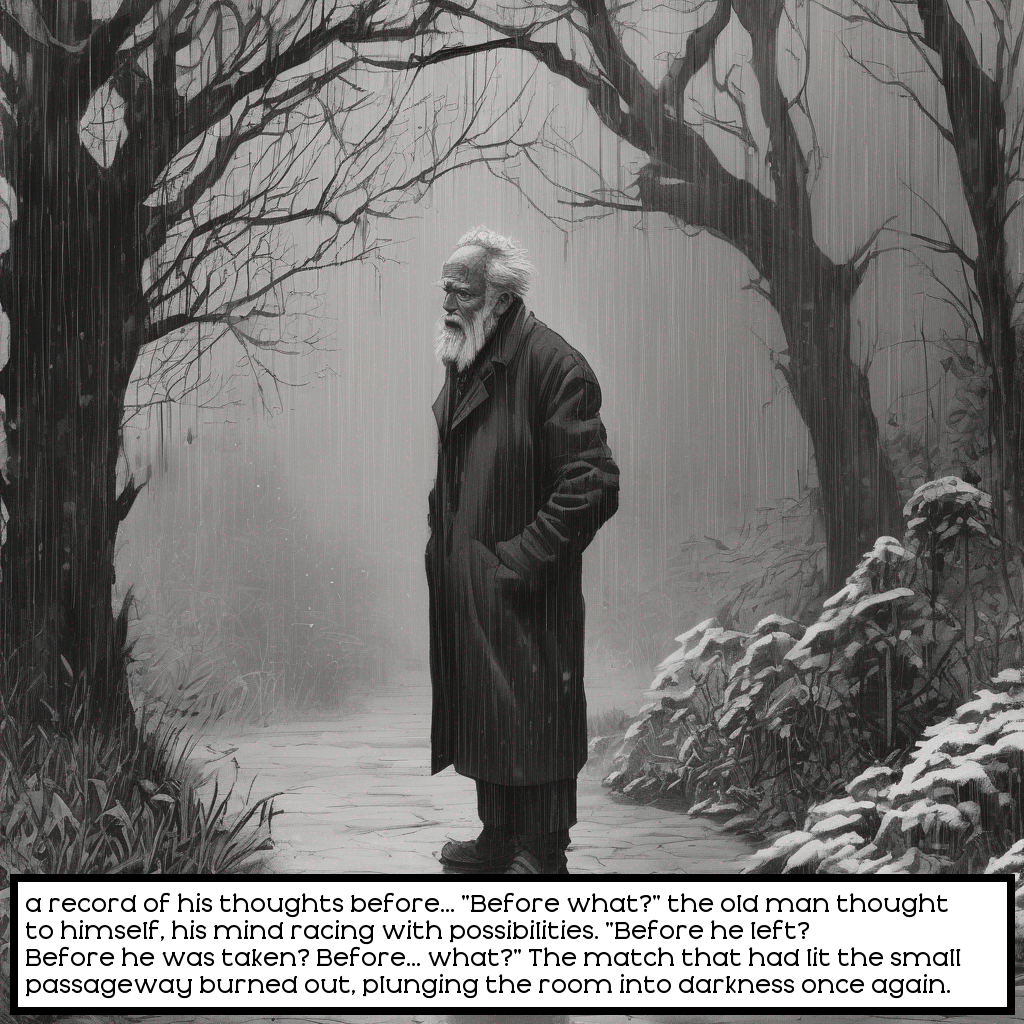 a record of his thoughts before... "Before what?" the old man thought
to himself, his mind racing with possibilities. "Before he left?
Before he was taken? Before... what?" The match that had lit the small
passageway burned out, plunging the room into darkness once again.